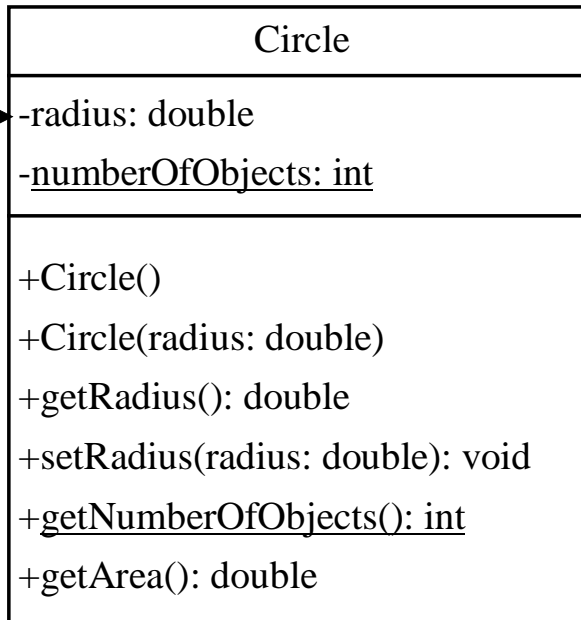 Circle
-radius: double
-numberOfObjects: int
+Circle()
+Circle(radius: double)
+getRadius(): double
+setRadius(radius: double): void
+getNumberOfObjects(): int
+getArea(): double